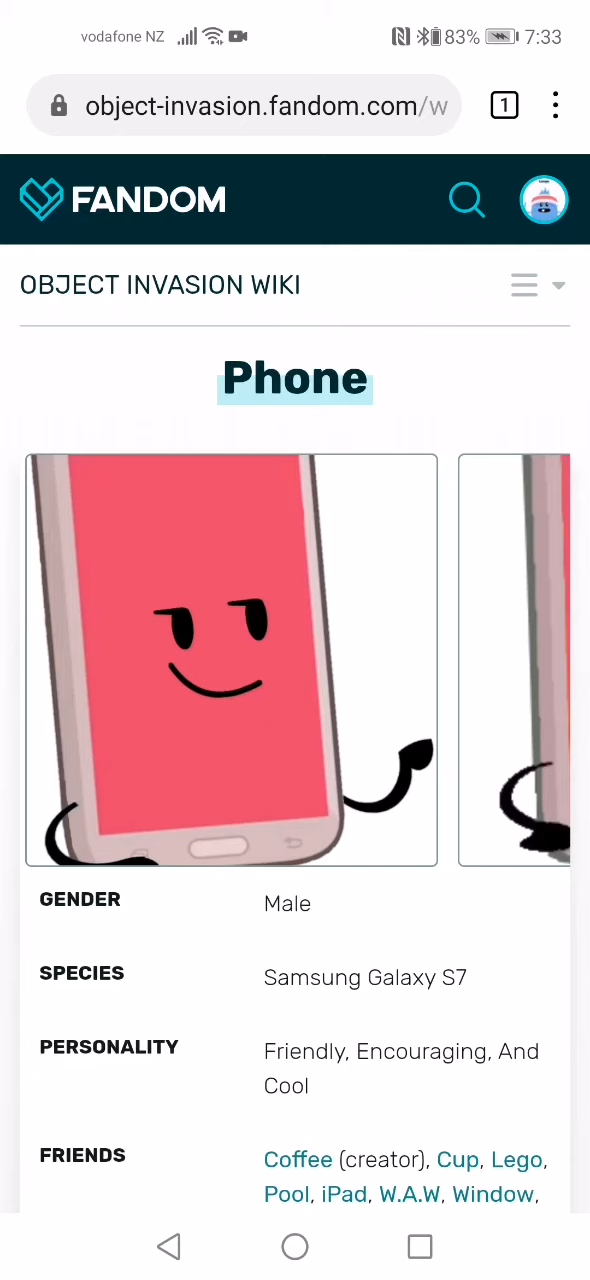 vodafone NZ 83% 7:33
object-invasion.fandom.com/w 1
FANDOM
OBJECT INVASION WIKI
Phone
GENDER Male
SPECIES Samsung Galaxy S7
PERSONALITY Friendly, Encouraging, And
Cool
FRIENDS Coffee (creator), Cup, Lego,
Pool, iPad, W.A.W, Window,